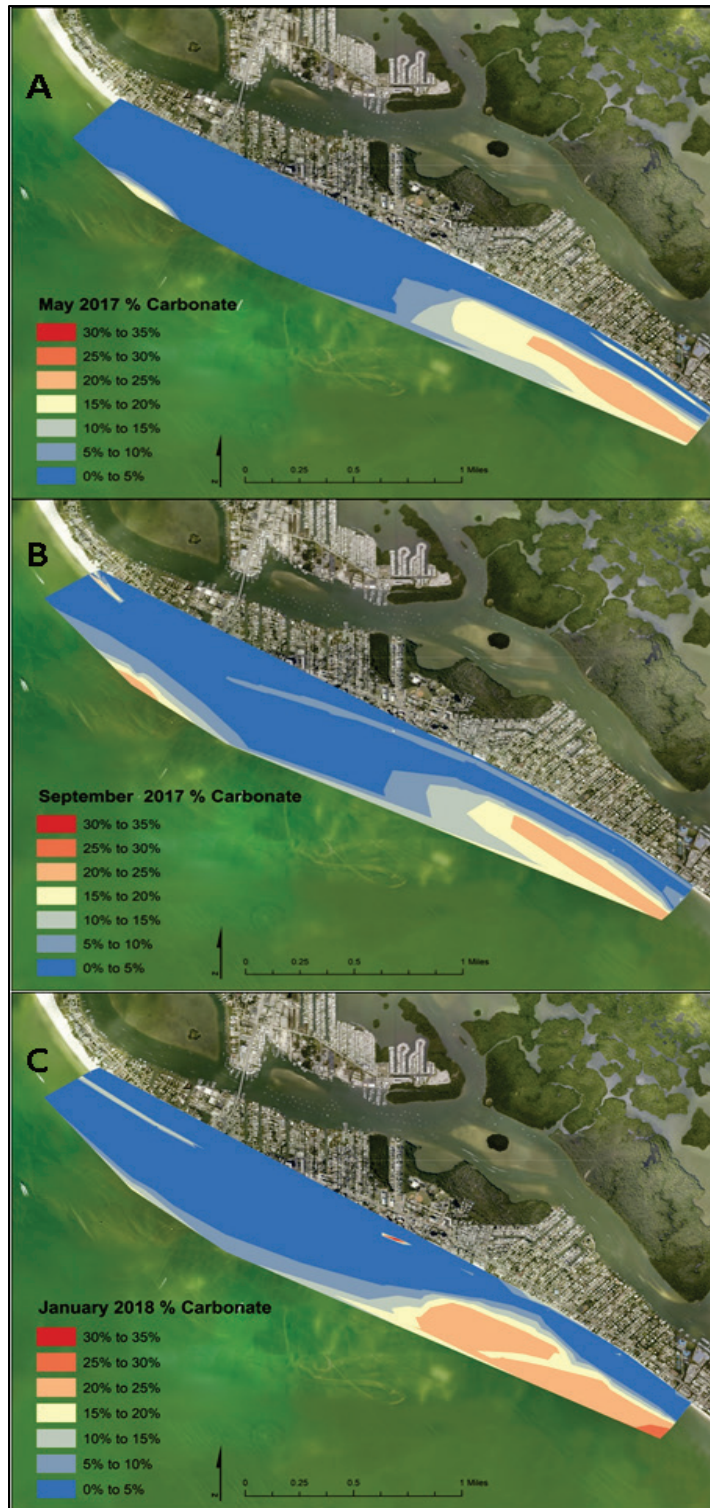 A
May 2017 % Carbonate
30% to 35%
25% to 30%
20% to 25%
15% to 20%
10% to 15%
5% to 10%
0% to 5%
N
0 0.25 0.5 1 Miles
B
September 2017 % Carbonate
30% to 35%
25% to 30%
20% to 25%
15% to 20%
10% to 15%
5% to 10%
0% to 5%
N
0 0.25 0.5 1 Miles
C
January 2018 % Carbonate
30% to 35%
25% to 30%
20% to 25%
15% to 20%
10% to 15%
5% to 10%
0% to 5%
N
0 0.25 0.5 1 Miles